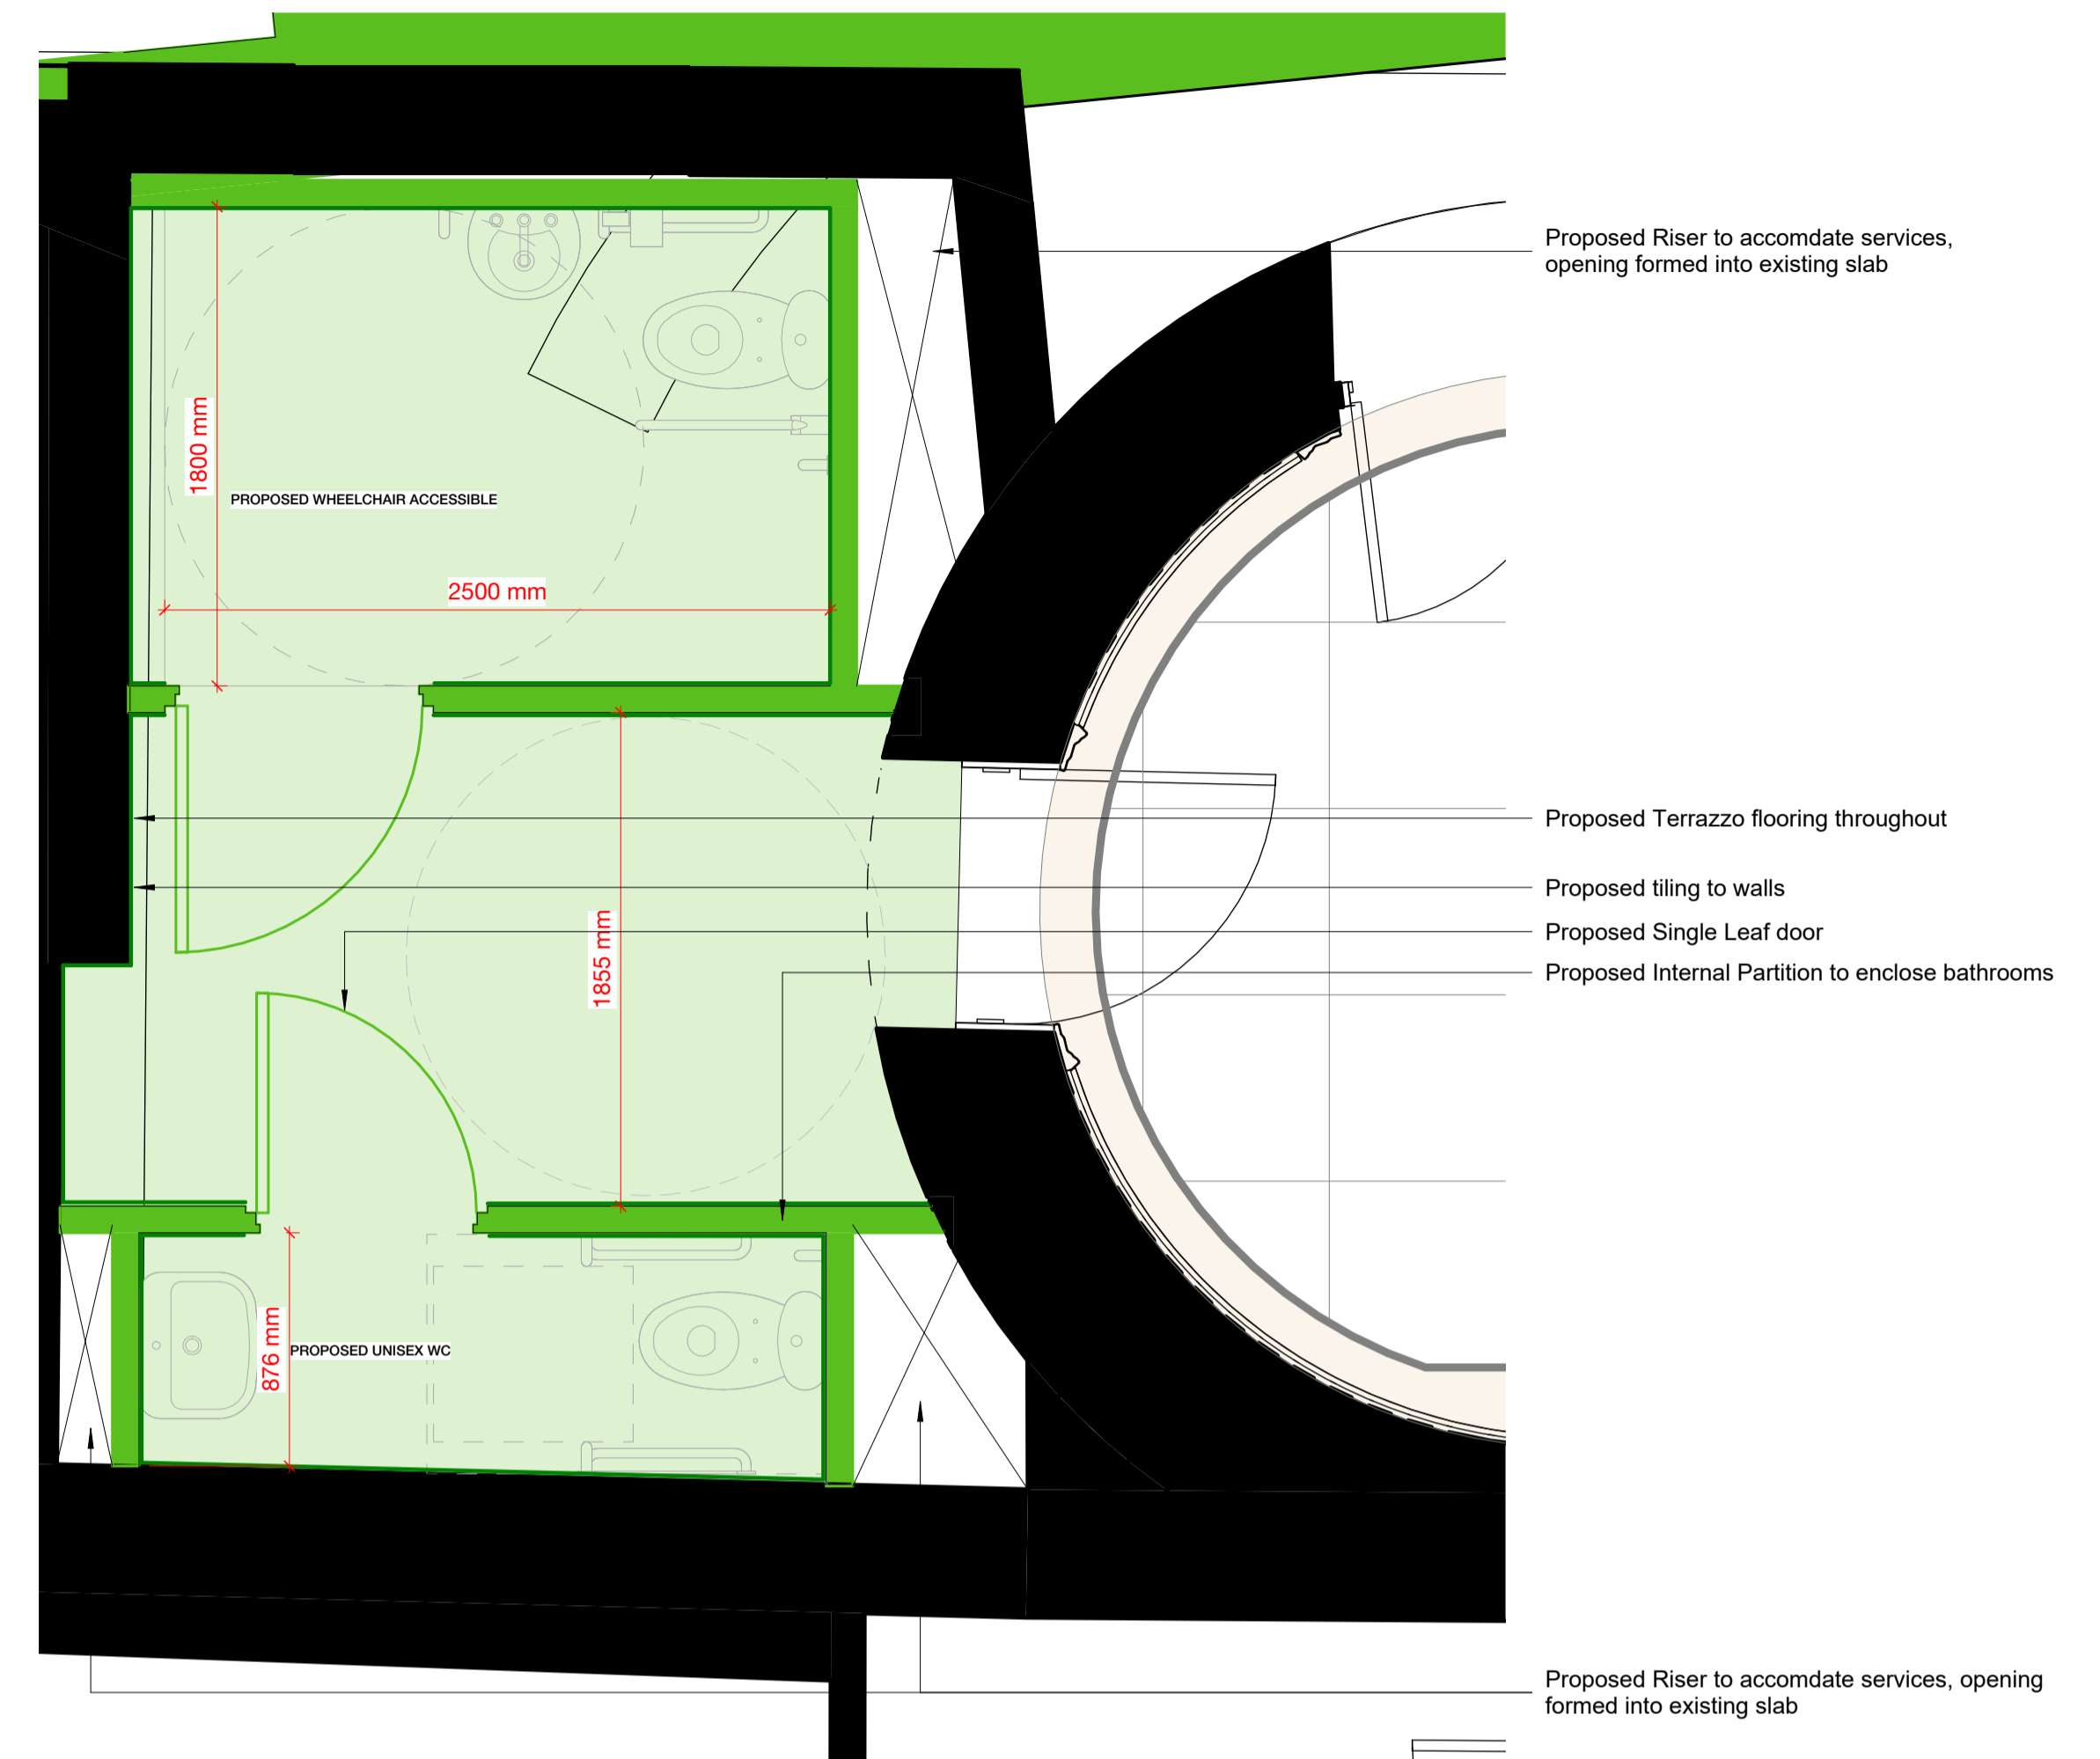 Proposed Riser to accomdate services,
opening formed into existing slab
1800 mm
PROPOSED WHEELCHAIR ACCESSIBLE
2500 mm
Proposed Terrazzo flooring throughout
Proposed tiling to walls
Proposed Single Leaf door
1855 mm
Proposed Internal Partition to enclose bathrooms
876 mm
PROPOSED UNISEX WC
Proposed Riser to accomdate services, opening
formed into existing slab